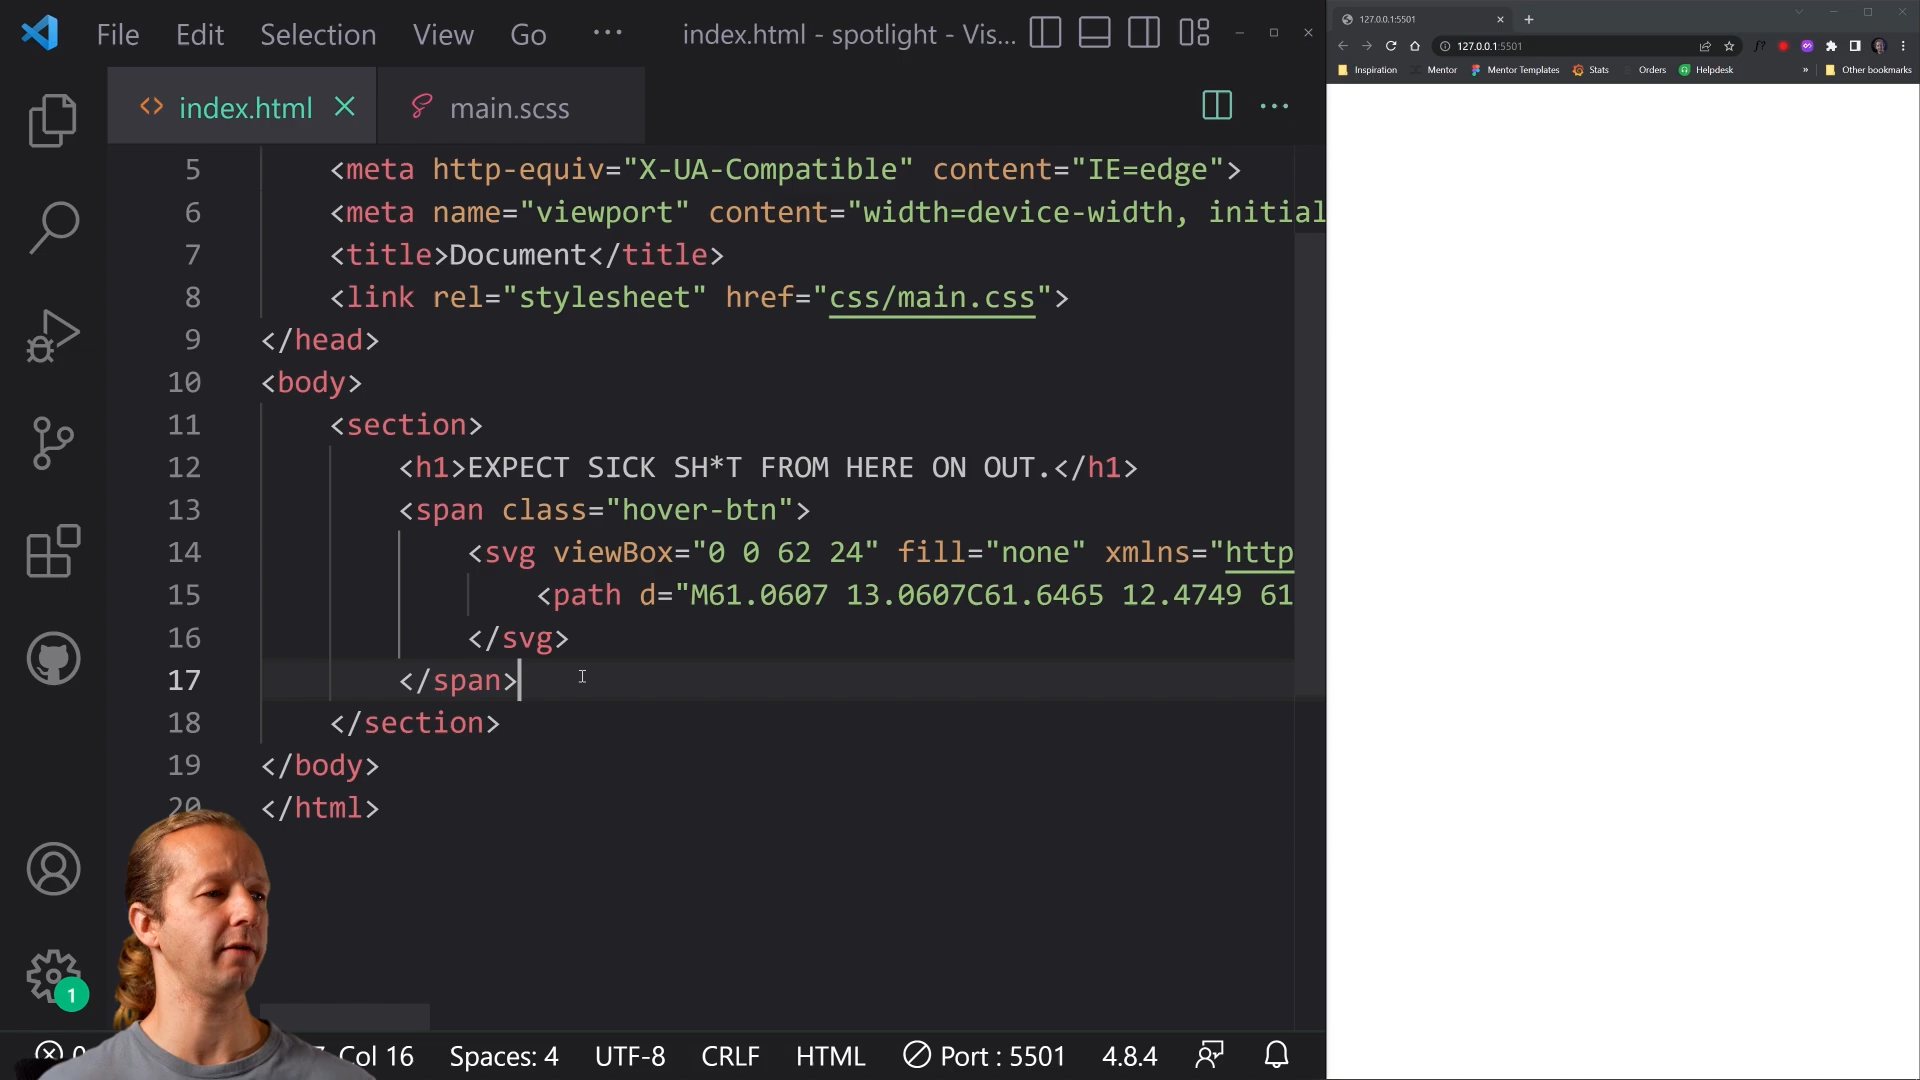 File Edit Selection View Go ··· index.html - spotlight - Vis...
index.html main.scss
5 <meta http-equiv="X-UA-Compatible" content="IE=edge">
6 <meta name="viewport" content="width=device-width, initial
7 <title>Document</title>
8 <link rel="stylesheet" href="css/main.css">
9 </head>
10 <body>
11 <section>
12 <h1>EXPECT SICK SH*T FROM HERE ON OUT.</h1>
13 <span class="hover-btn">
14 <svg viewBox="0 0 62 24" fill="none" xmlns="http
15 <path d="M61.0607 13.0607C61.6465 12.4749 61
16 </svg>
17 </span>
18 </section>
19 </body>
20 </html>
1
Col 16 Spaces: 4 UTF-8 CRLF HTML Port : 5501 4.8.4
127.0.0.1:5501
127.0.0.1:5501
Inspiration Mentor Mentor Templates Stats Orders Helpdesk » Other bookmarks